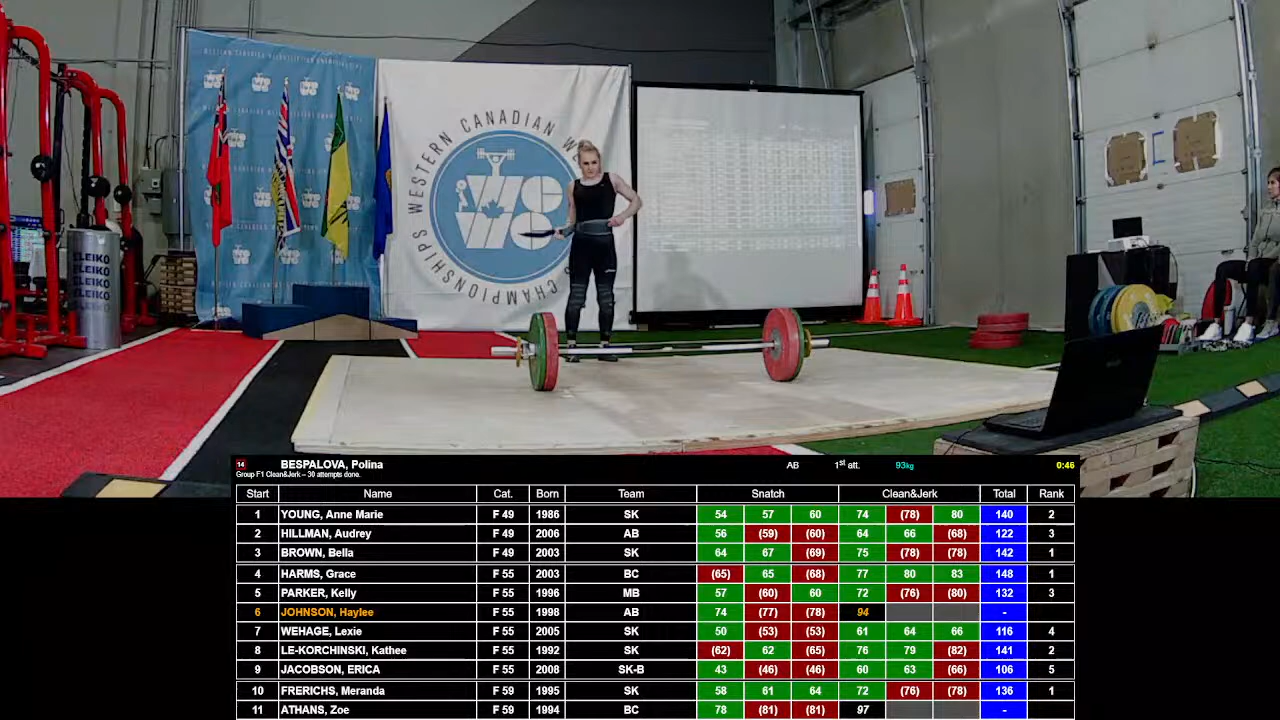 WESTERN CANADIAN WE
CHAMPIONSHIPS
WC
WC
ELEIKO
ELEIKO
ELEIKO
ELEIKO
14 BESPALOVA, Polina AB 1st att. 93kg 0:46
Group F1 Clean&Jerk – 30 attempts done.
Start Name Cat. Born Team Snatch Clean&Jerk Total Rank
1 YOUNG, Anne Marie F 49 1986 SK 54 57 60 74 (78) 80 140 2
2 HILLMAN, Audrey F 49 2006 AB 56 (59) (60) 64 66 (68) 122 3
3 BROWN, Bella F 49 2003 SK 64 67 (69) 75 (78) (78) 142 1
4 HARMS, Grace F 55 2003 BC (65) 65 (68) 77 80 83 148 1
5 PARKER, Kelly F 55 1996 MB 57 (60) 60 72 (76) (80) 132 3
6 JOHNSON, Haylee F 55 1998 AB 74 (77) (78) 94 -
7 WEHAGE, Lexie F 55 2005 SK 50 (53) (53) 61 64 66 116 4
8 LE-KORCHINSKI, Kathee F 55 1992 SK (62) 62 (65) 76 79 (82) 141 2
9 JACOBSON, ERICA F 55 2008 SK-B 43 (46) (46) 60 63 (66) 106 5
10 FRERICHS, Meranda F 59 1995 SK 58 61 64 72 (76) (78) 136 1
11 ATHANS, Zoe F 59 1994 BC 78 (81) (81) 97 -